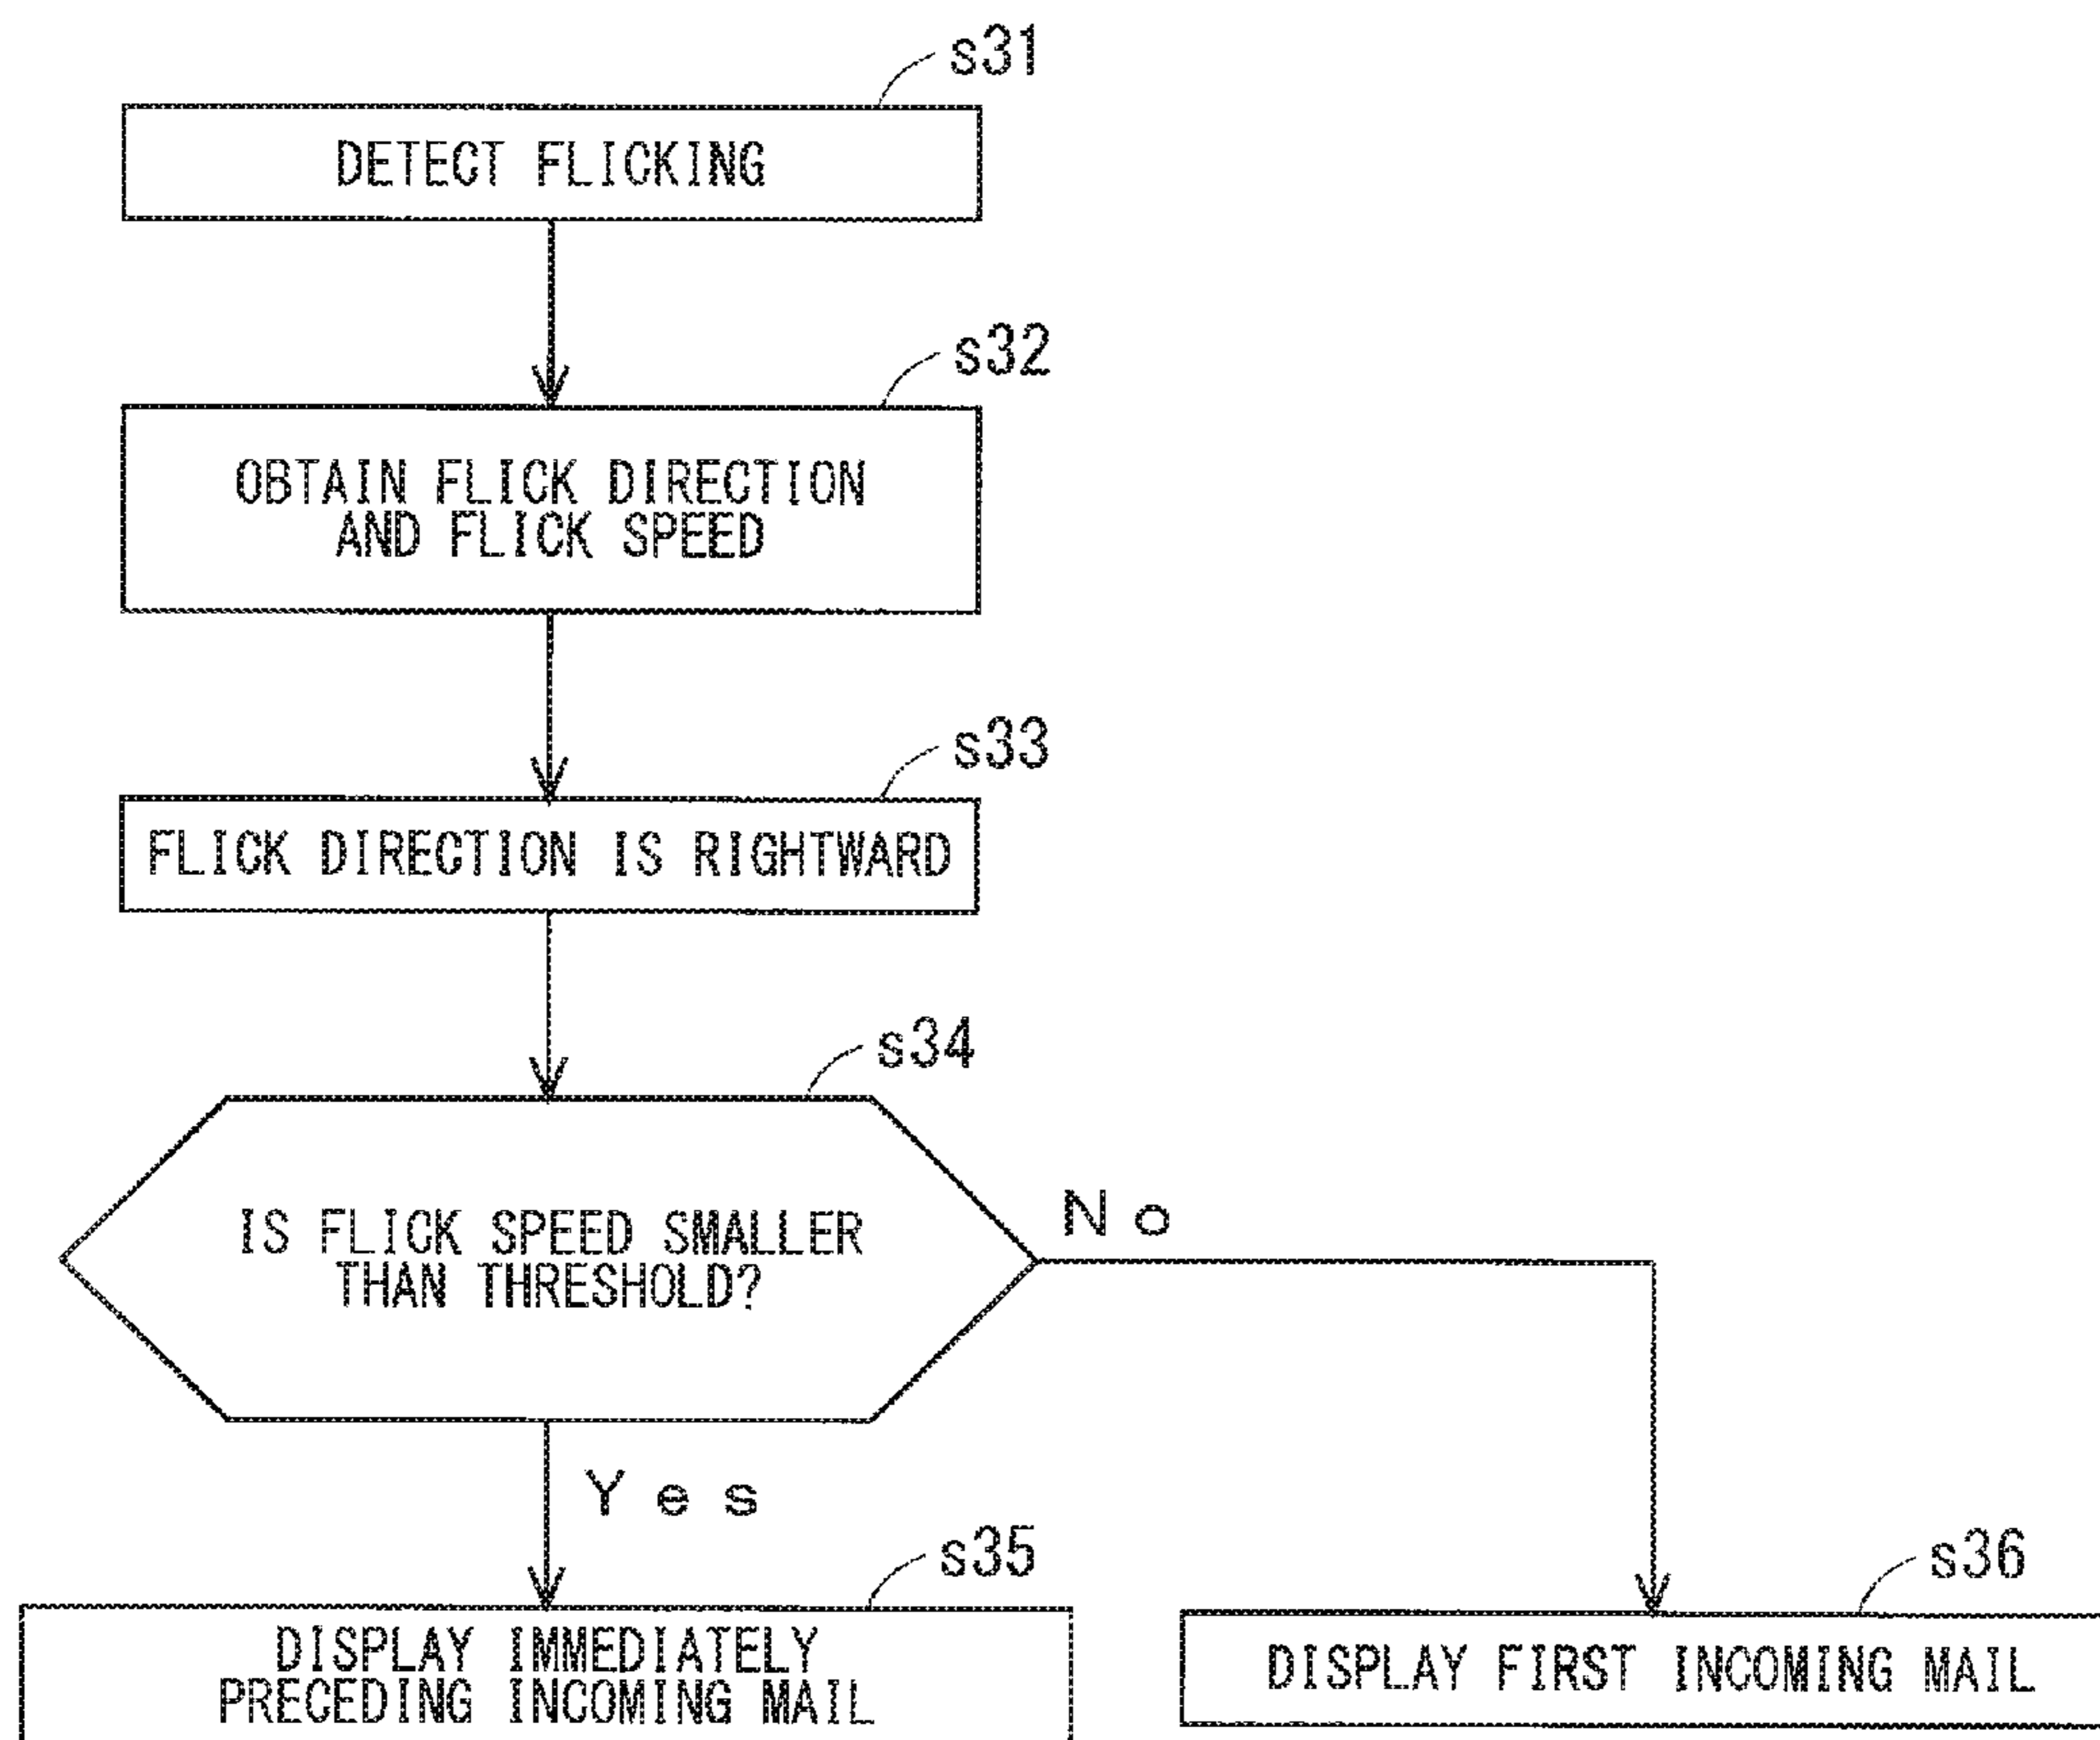 s31
DETECT FLICKING
s32
OBTAIN FLICK DIRECTION
AND FLICK SPEED
s33
FLICK DIRECTION IS RIGHTWARD
s34
IS FLICK SPEED SMALLER
THAN THRESHOLD?
No
Yes
s35
DISPLAY IMMEDIATELY
PRECEDING INCOMING MAIL
s36
DISPLAY FIRST INCOMING MAIL